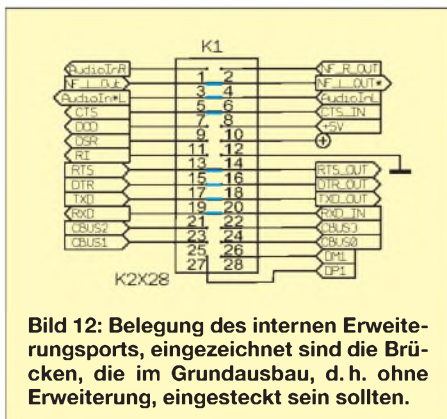 K1
AudioInR 1 2 NF_R_OUT
NF_L_Out 3 4 NF_L_OUT*
AudioIn*L 5 6 AudioInL
CTS 7 8 CTS_IN
DCD 9 10 +5V
DSR 11 12
RI 13 14
RTS 15 16 RTS_OUT
DTR 17 18 DTR_OUT
TXD 19 20 TXD_OUT
RXD 21 22 RXD_IN
CBUS2 23 24 CBUS3
CBUS1 25 26 CBUS0
27 28 DM1
DP1
K2X28
Bild 12: Belegung des internen Erweite-
rungsports, eingezeichnet sind die Brü-
cken, die im Grundausbau, d. h. ohne
Erweiterung, eingesteckt sein sollten.